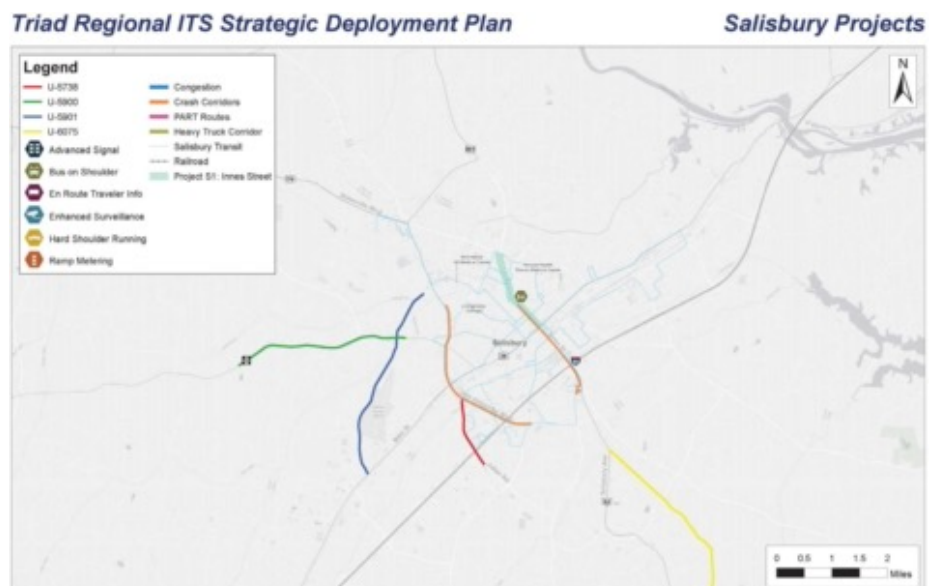 Triad Regional ITS Strategic Deployment Plan
Salisbury Projects
Legend
U-5738
U-5900
U-5901
U-6075
Advanced Signal
Bus on Shoulder
En Route Traveler Info
Enhanced Surveillance
Hard Shoulder Running
Ramp Metering
Congestion
Crash Corridors
PART Routes
Heavy Truck Corridor
Salisbury Transit
Railroad
Project S1: Innes Street
N
Salisbury
0 0.5 1 1.5 2
Miles